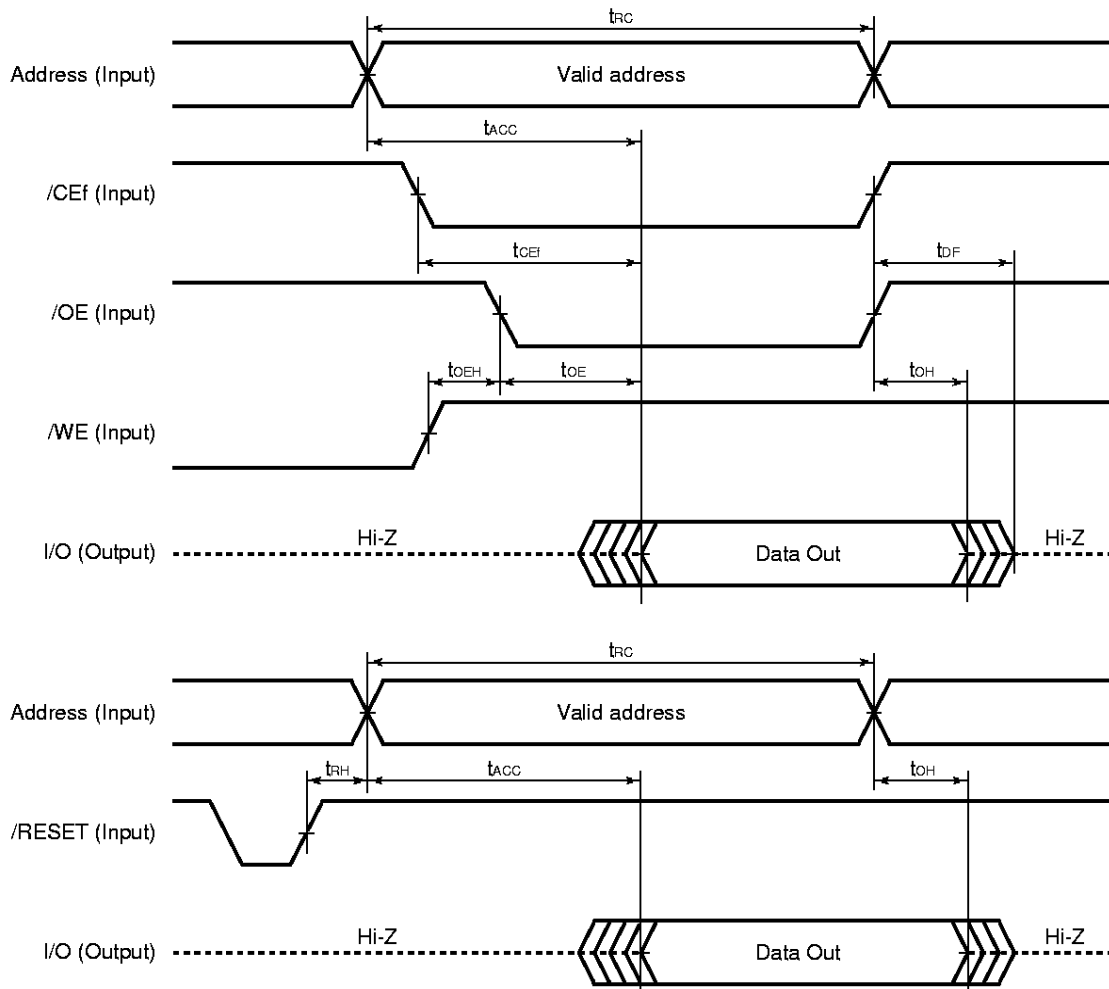 tRC
Address (Input) Valid address
tACC
/CEf (Input)
tCEf tDF
/OE (Input)
tOEH tOE tOH
/WE (Input)
Hi-Z Hi-Z
I/O (Output) Data Out
tRC
Address (Input) Valid address
tRH tACC tOH
/RESET (Input)
Hi-Z Hi-Z
I/O (Output) Data Out